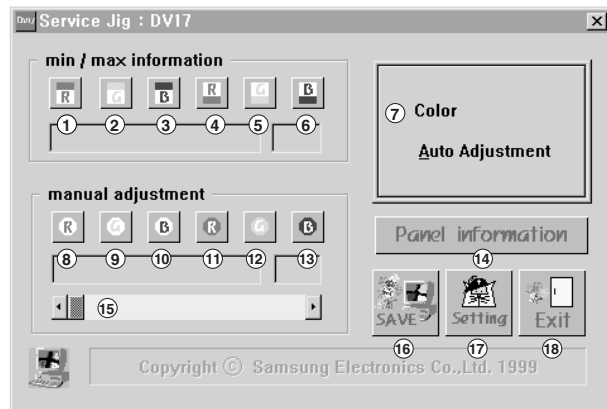 DV17 Service Jig : DV17
min / max information
R G B R G B
1 2 3 4 5 6
7 Color
Auto Adjustment
manual adjustment
R G B R G B
8 9 10 11 12 13
Panel information
14
15
SAVE Setting Exit
16 17 18
Copyright © Samsung Electronics Co.,Ltd. 1999